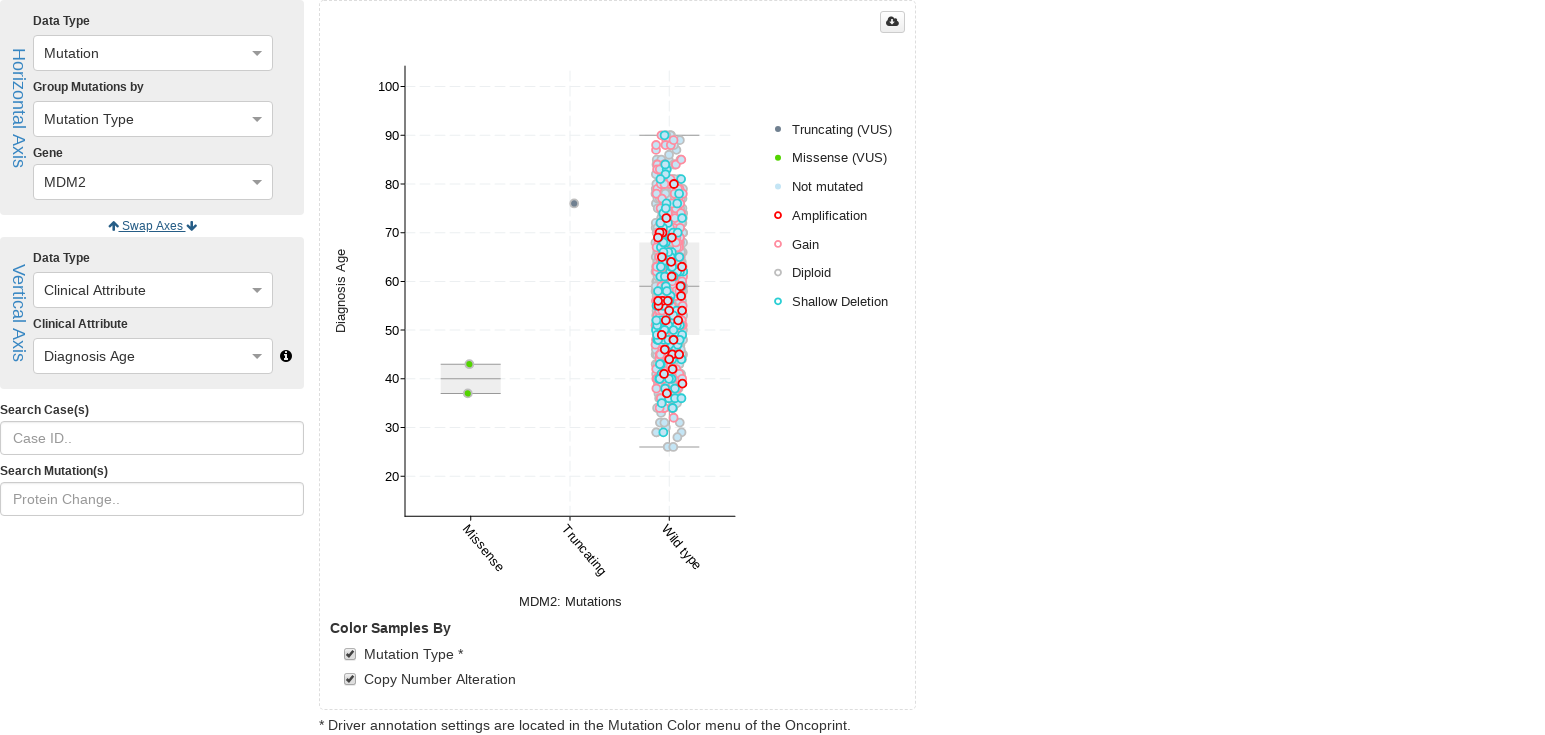 Horizontal Axis
Data Type
Mutation
Group Mutations by
Mutation Type
Gene
MDM2
Swap Axes
Vertical Axis
Data Type
Clinical Attribute
Clinical Attribute
Diagnosis Age
Search Case(s)
Case ID..
Search Mutation(s)
Protein Change..
Diagnosis Age
100
90
80
70
60
50
40
30
20
Missense
Truncating
Wild type
MDM2: Mutations
Truncating (VUS)
Missense (VUS)
Not mutated
Amplification
Gain
Diploid
Shallow Deletion
Color Samples By
Mutation Type *
Copy Number Alteration
* Driver annotation settings are located in the Mutation Color menu of the Oncoprint.